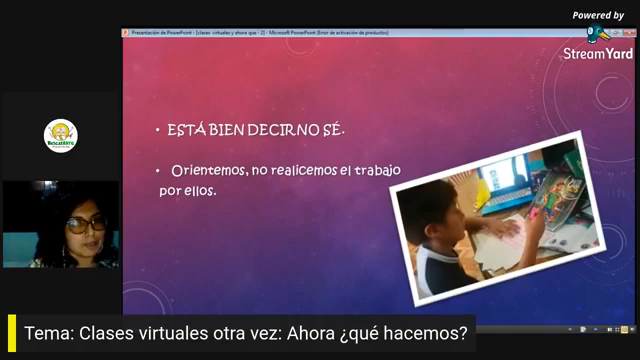 Powered by
StreamYard
Presentación de PowerPoint - [clases virtuales y ahora que - 2] - Microsoft PowerPoint (Error de activación de productos)
• ESTÁ BIEN DECIR NO SÉ.
• Orientemos, no realicemos el trabajo
por ellos.
Tema: Clases virtuales otra vez: Ahora ¿qué hacemos?